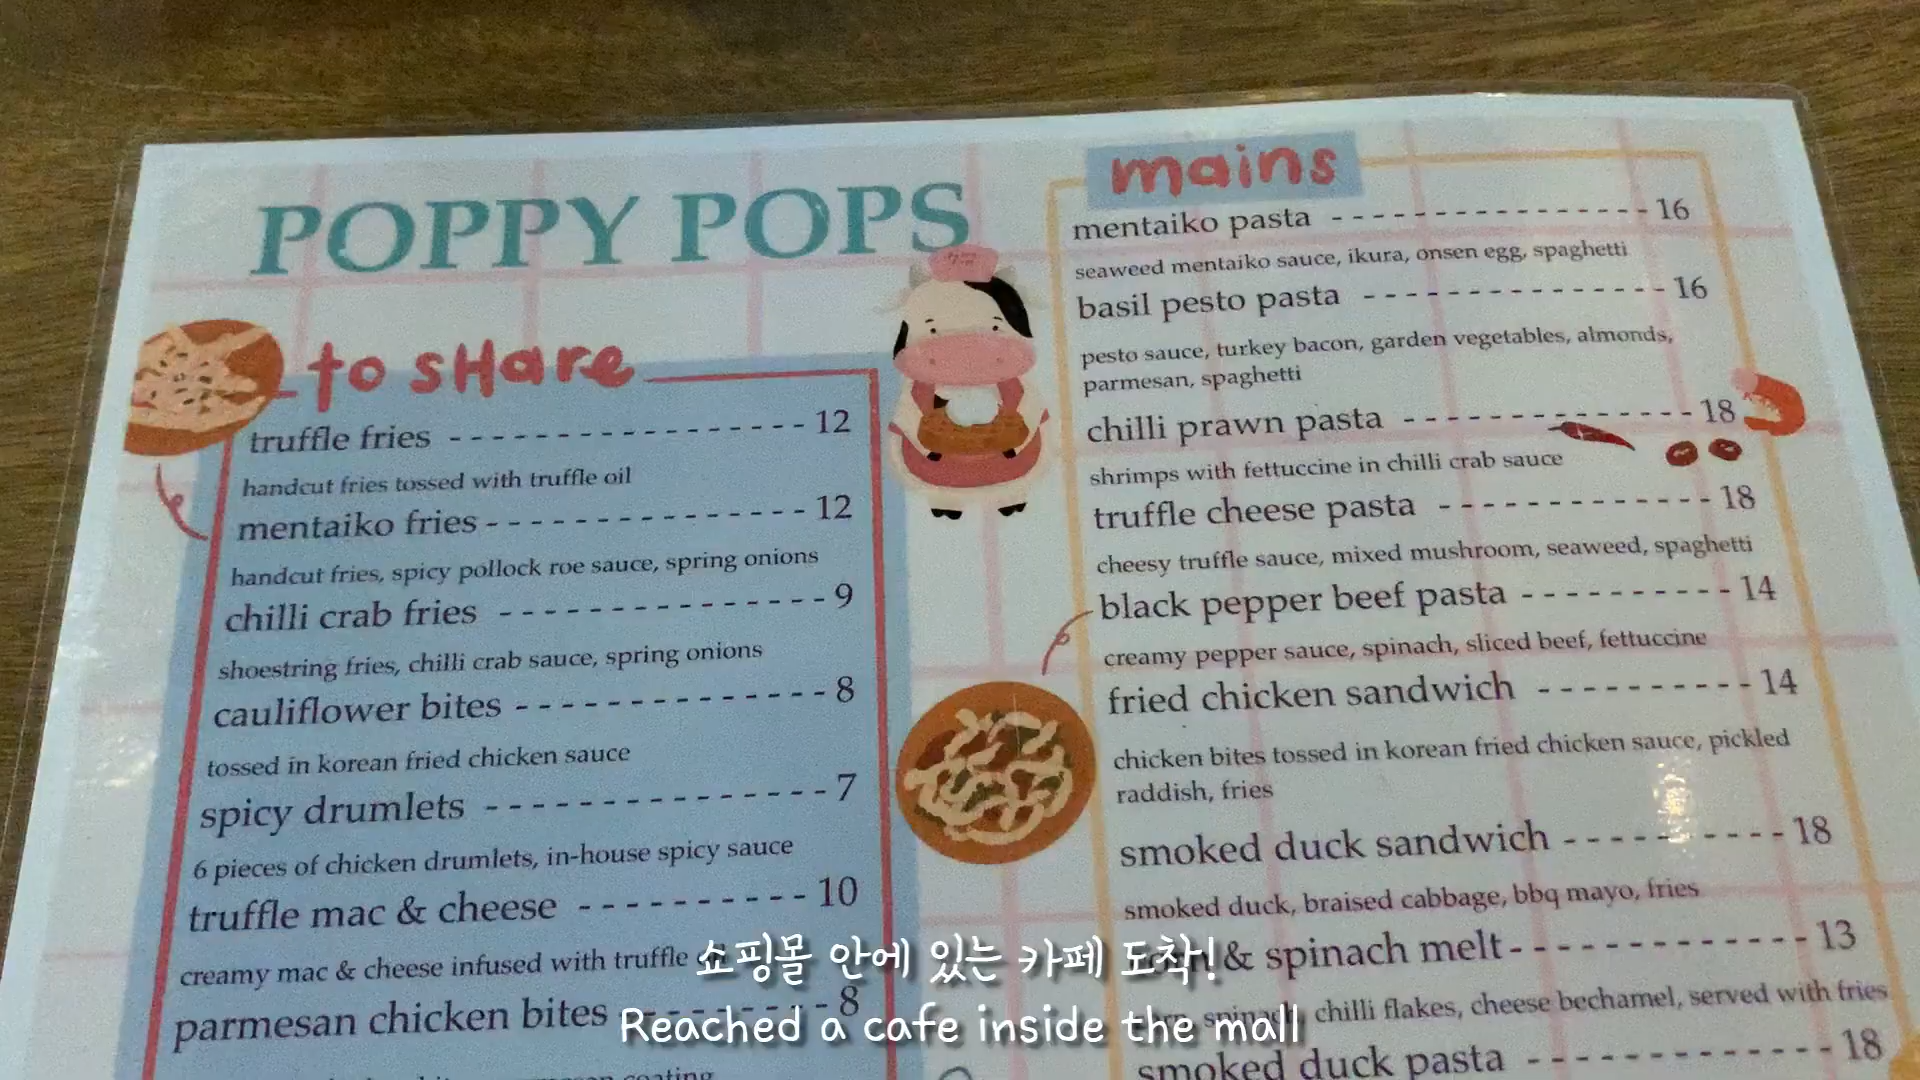 POPPY POPS
to sHare
truffle fries - - - - - - - - - - - - - - - - - 12
handcut fries tossed with truffle oil
mentaiko fries - - - - - - - - - - - - - - - 12
handcut fries, spicy pollock roe sauce, spring onions
chilli crab fries - - - - - - - - - - - - - - - 9
shoestring fries, chilli crab sauce, spring onions
cauliflower bites - - - - - - - - - - - - - - 8
tossed in korean fried chicken sauce
spicy drumlets - - - - - - - - - - - - - - - - 7
6 pieces of chicken drumlets, in-house spicy sauce
truffle mac & cheese - - - - - - - - - - 10
creamy mac & cheese infused with truffle
parmesan chicken bites - - - - - - - - 8
coating
mains
mentaiko pasta - - - - - - - - - - - - - - - - 16
seaweed mentaiko sauce, ikura, onsen egg, spaghetti
basil pesto pasta - - - - - - - - - - - - - - - 16
pesto sauce, turkey bacon, garden vegetables, almonds,
parmesan, spaghetti
chilli prawn pasta - - - - - - - - - - - - - - 18
shrimps with fettuccine in chilli crab sauce
truffle cheese pasta - - - - - - - - - - - - - 18
cheesy truffle sauce, mixed mushroom, seaweed, spaghetti
black pepper beef pasta - - - - - - - - - - 14
creamy pepper sauce, spinach, sliced beef, fettuccine
fried chicken sandwich - - - - - - - - - - 14
chicken bites tossed in korean fried chicken sauce, pickled
raddish, fries
smoked duck sandwich - - - - - - - - - - 18
smoked duck, braised cabbage, bbq mayo, fries
& spinach melt - - - - - - - - - - - - - 13
spinach, chilli flakes, cheese bechamel, served with fries
smoked duck pasta - - - - - - - - - - - - - 18
쇼핑몰 안에 있는 카페 도착!
Reached a cafe inside the mall